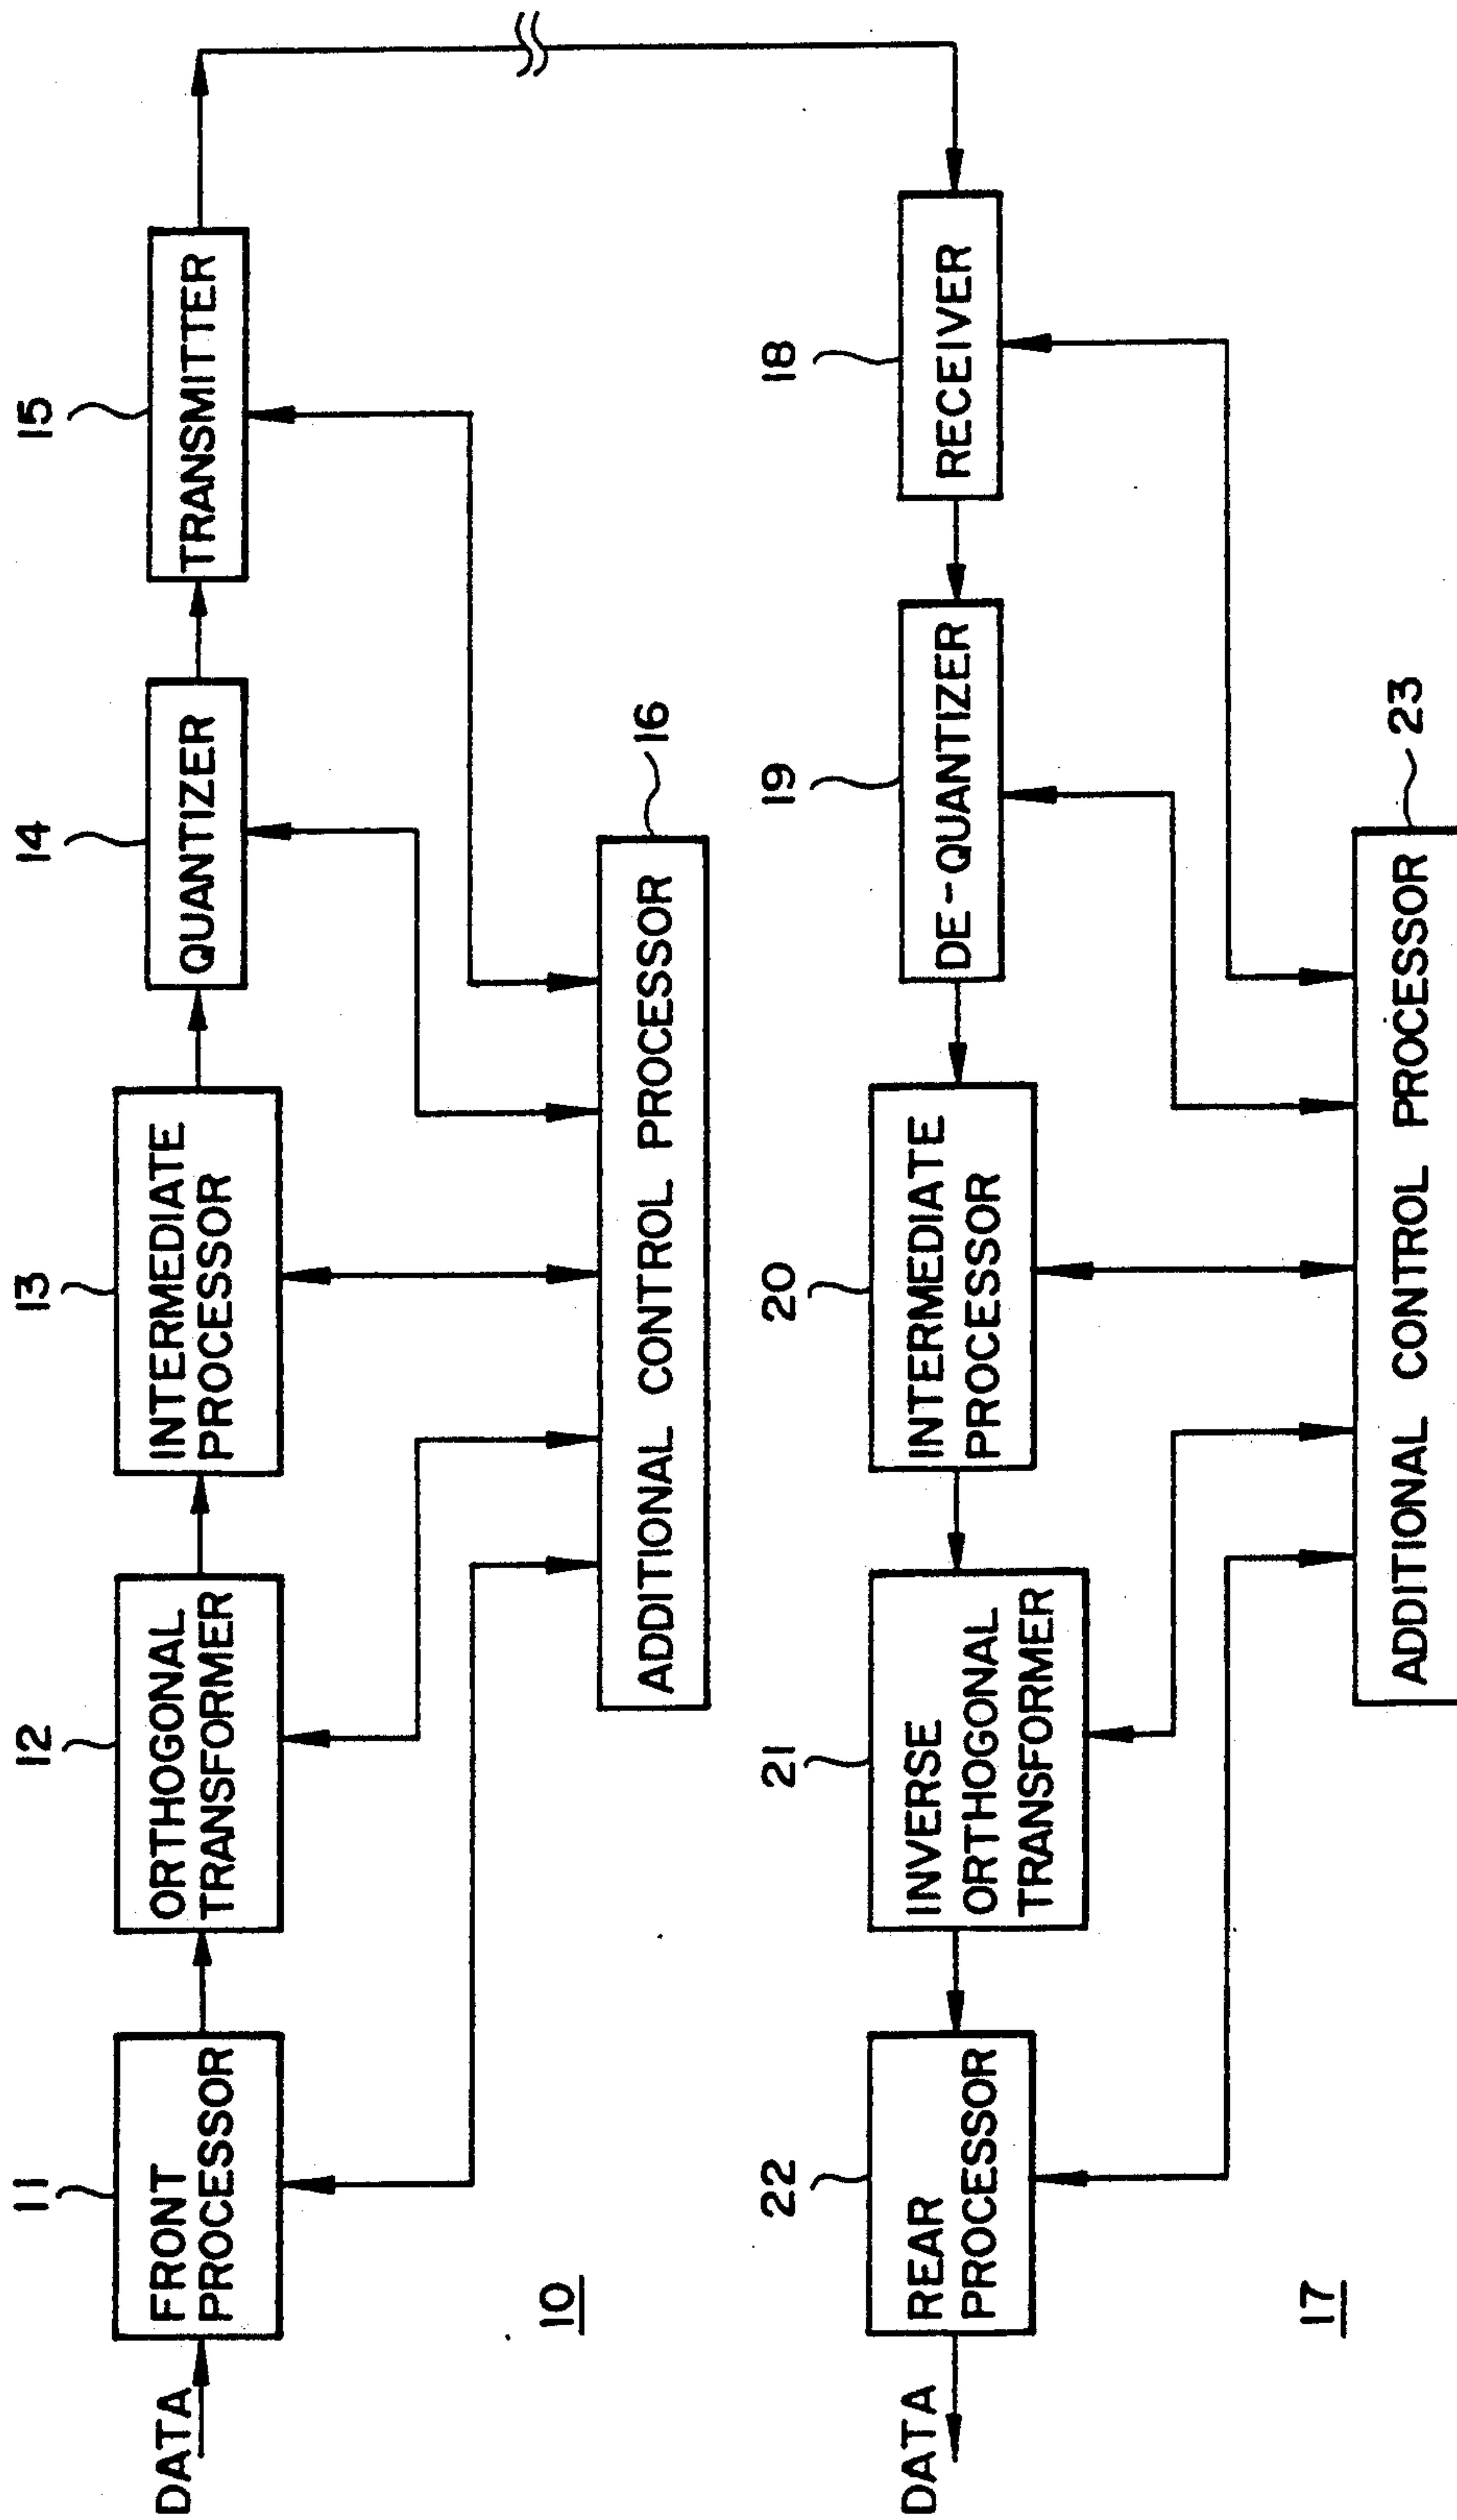 11
12
13
14
15
DATA
FRONT
PROCESSOR
ORTHOGONAL
TRANSFORMER
INTERMEDIATE
PROCESSOR
QUANTIZER
TRANSMITTER
10
ADDITIONAL CONTROL PROCESSOR
16
22
21
20
19
18
DATA
REAR
PROCESSOR
INVERSE
ORTHOGONAL
TRANSFORMER
INTERMEDIATE
PROCESSOR
DE-QUANTIZER
RECEIVER
17
ADDITIONAL CONTROL PROCESSOR
23